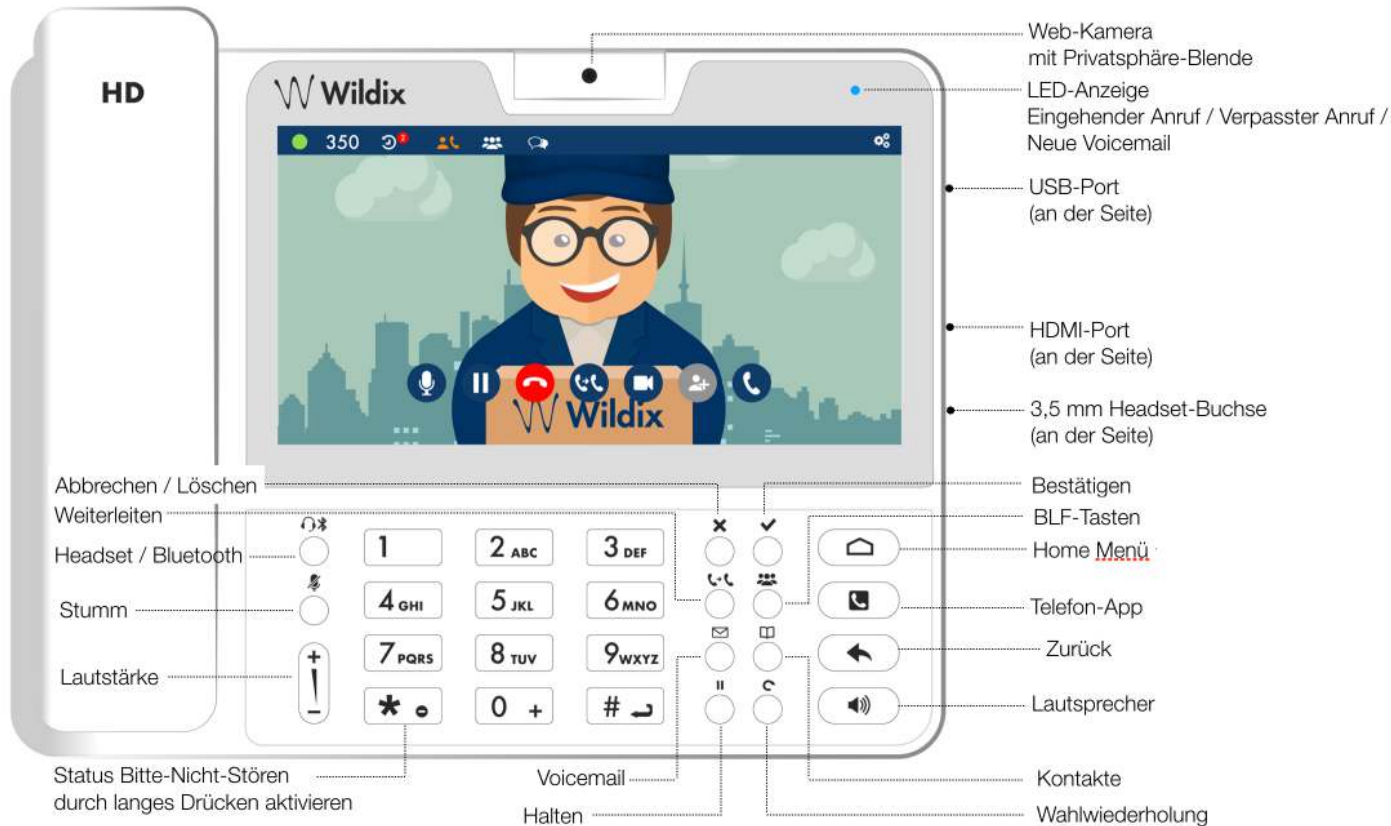 Web-Kamera
mit Privatsphäre-Blende
HD
Wildix
LED-Anzeige
Eingehender Anruf / Verpasster Anruf /
Neue Voicemail
350
2
USB-Port
(an der Seite)
HDMI-Port
(an der Seite)
Wildix
3,5 mm Headset-Buchse
(an der Seite)
Abbrechen / Löschen
Bestätigen
Weiterleiten
BLF-Tasten
Headset / Bluetooth
1
2 ABC
3 DEF
Home Menü
Stumm
4 GHI
5 JKL
6 MNO
Telefon-App
Lautstärke
+
−
7 PQRS
8 TUV
9 WXYZ
Zurück
*
0 +
#
Lautsprecher
Status Bitte-Nicht-Stören
durch langes Drücken aktivieren
Voicemail
Kontakte
Halten
Wahlwiederholung